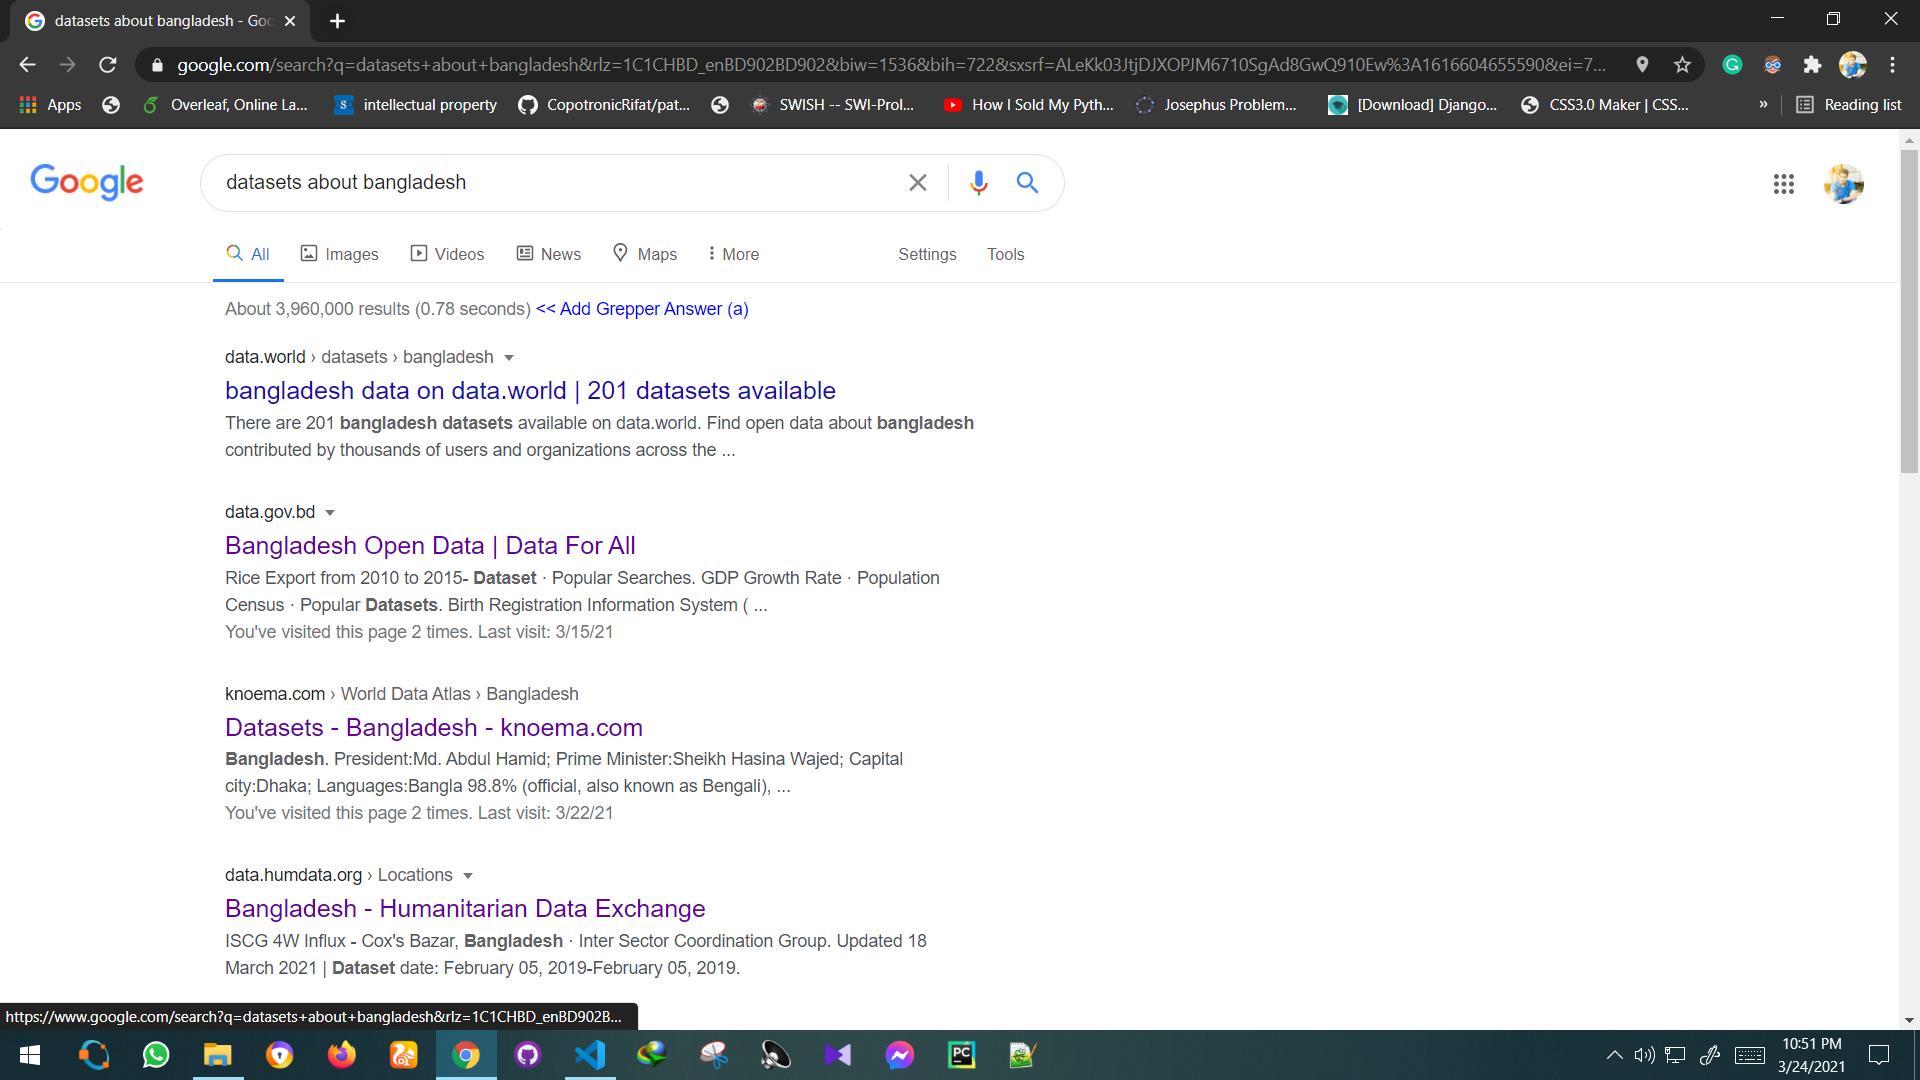 datasets about bangladesh - Goo
google.com/search?q=datasets+about+bangladesh&rlz=1C1CHBD_enBD902BD902&biw=1536&bih=722&sxsrf=ALeKk03JtjDJXOPJM6710SgAd8GwQ910Ew%3A1616604655590&ei=7...
Apps Overleaf, Online La... intellectual property CopotronicRifat/pat... SWISH -- SWI-Prol... How I Sold My Pyth... Josephus Problem... [Download] Django... CSS3.0 Maker | CSS... » Reading list
Google datasets about bangladesh
All Images Videos News Maps More Settings Tools
About 3,960,000 results (0.78 seconds) << Add Grepper Answer (a)
data.world › datasets › bangladesh
bangladesh data on data.world | 201 datasets available
There are 201 bangladesh datasets available on data.world. Find open data about bangladesh
contributed by thousands of users and organizations across the ...
data.gov.bd
Bangladesh Open Data | Data For All
Rice Export from 2010 to 2015- Dataset · Popular Searches. GDP Growth Rate · Population
Census · Popular Datasets. Birth Registration Information System ( ...
You've visited this page 2 times. Last visit: 3/15/21
knoema.com › World Data Atlas › Bangladesh
Datasets - Bangladesh - knoema.com
Bangladesh. President:Md. Abdul Hamid; Prime Minister:Sheikh Hasina Wajed; Capital
city:Dhaka; Languages:Bangla 98.8% (official, also known as Bengali), ...
You've visited this page 2 times. Last visit: 3/22/21
data.humdata.org › Locations
Bangladesh - Humanitarian Data Exchange
ISCG 4W Influx - Cox's Bazar, Bangladesh · Inter Sector Coordination Group. Updated 18
March 2021 | Dataset date: February 05, 2019-February 05, 2019.
https://www.google.com/search?q=datasets+about+bangladesh&rlz=1C1CHBD_enBD902B...
10:51 PM
3/24/2021